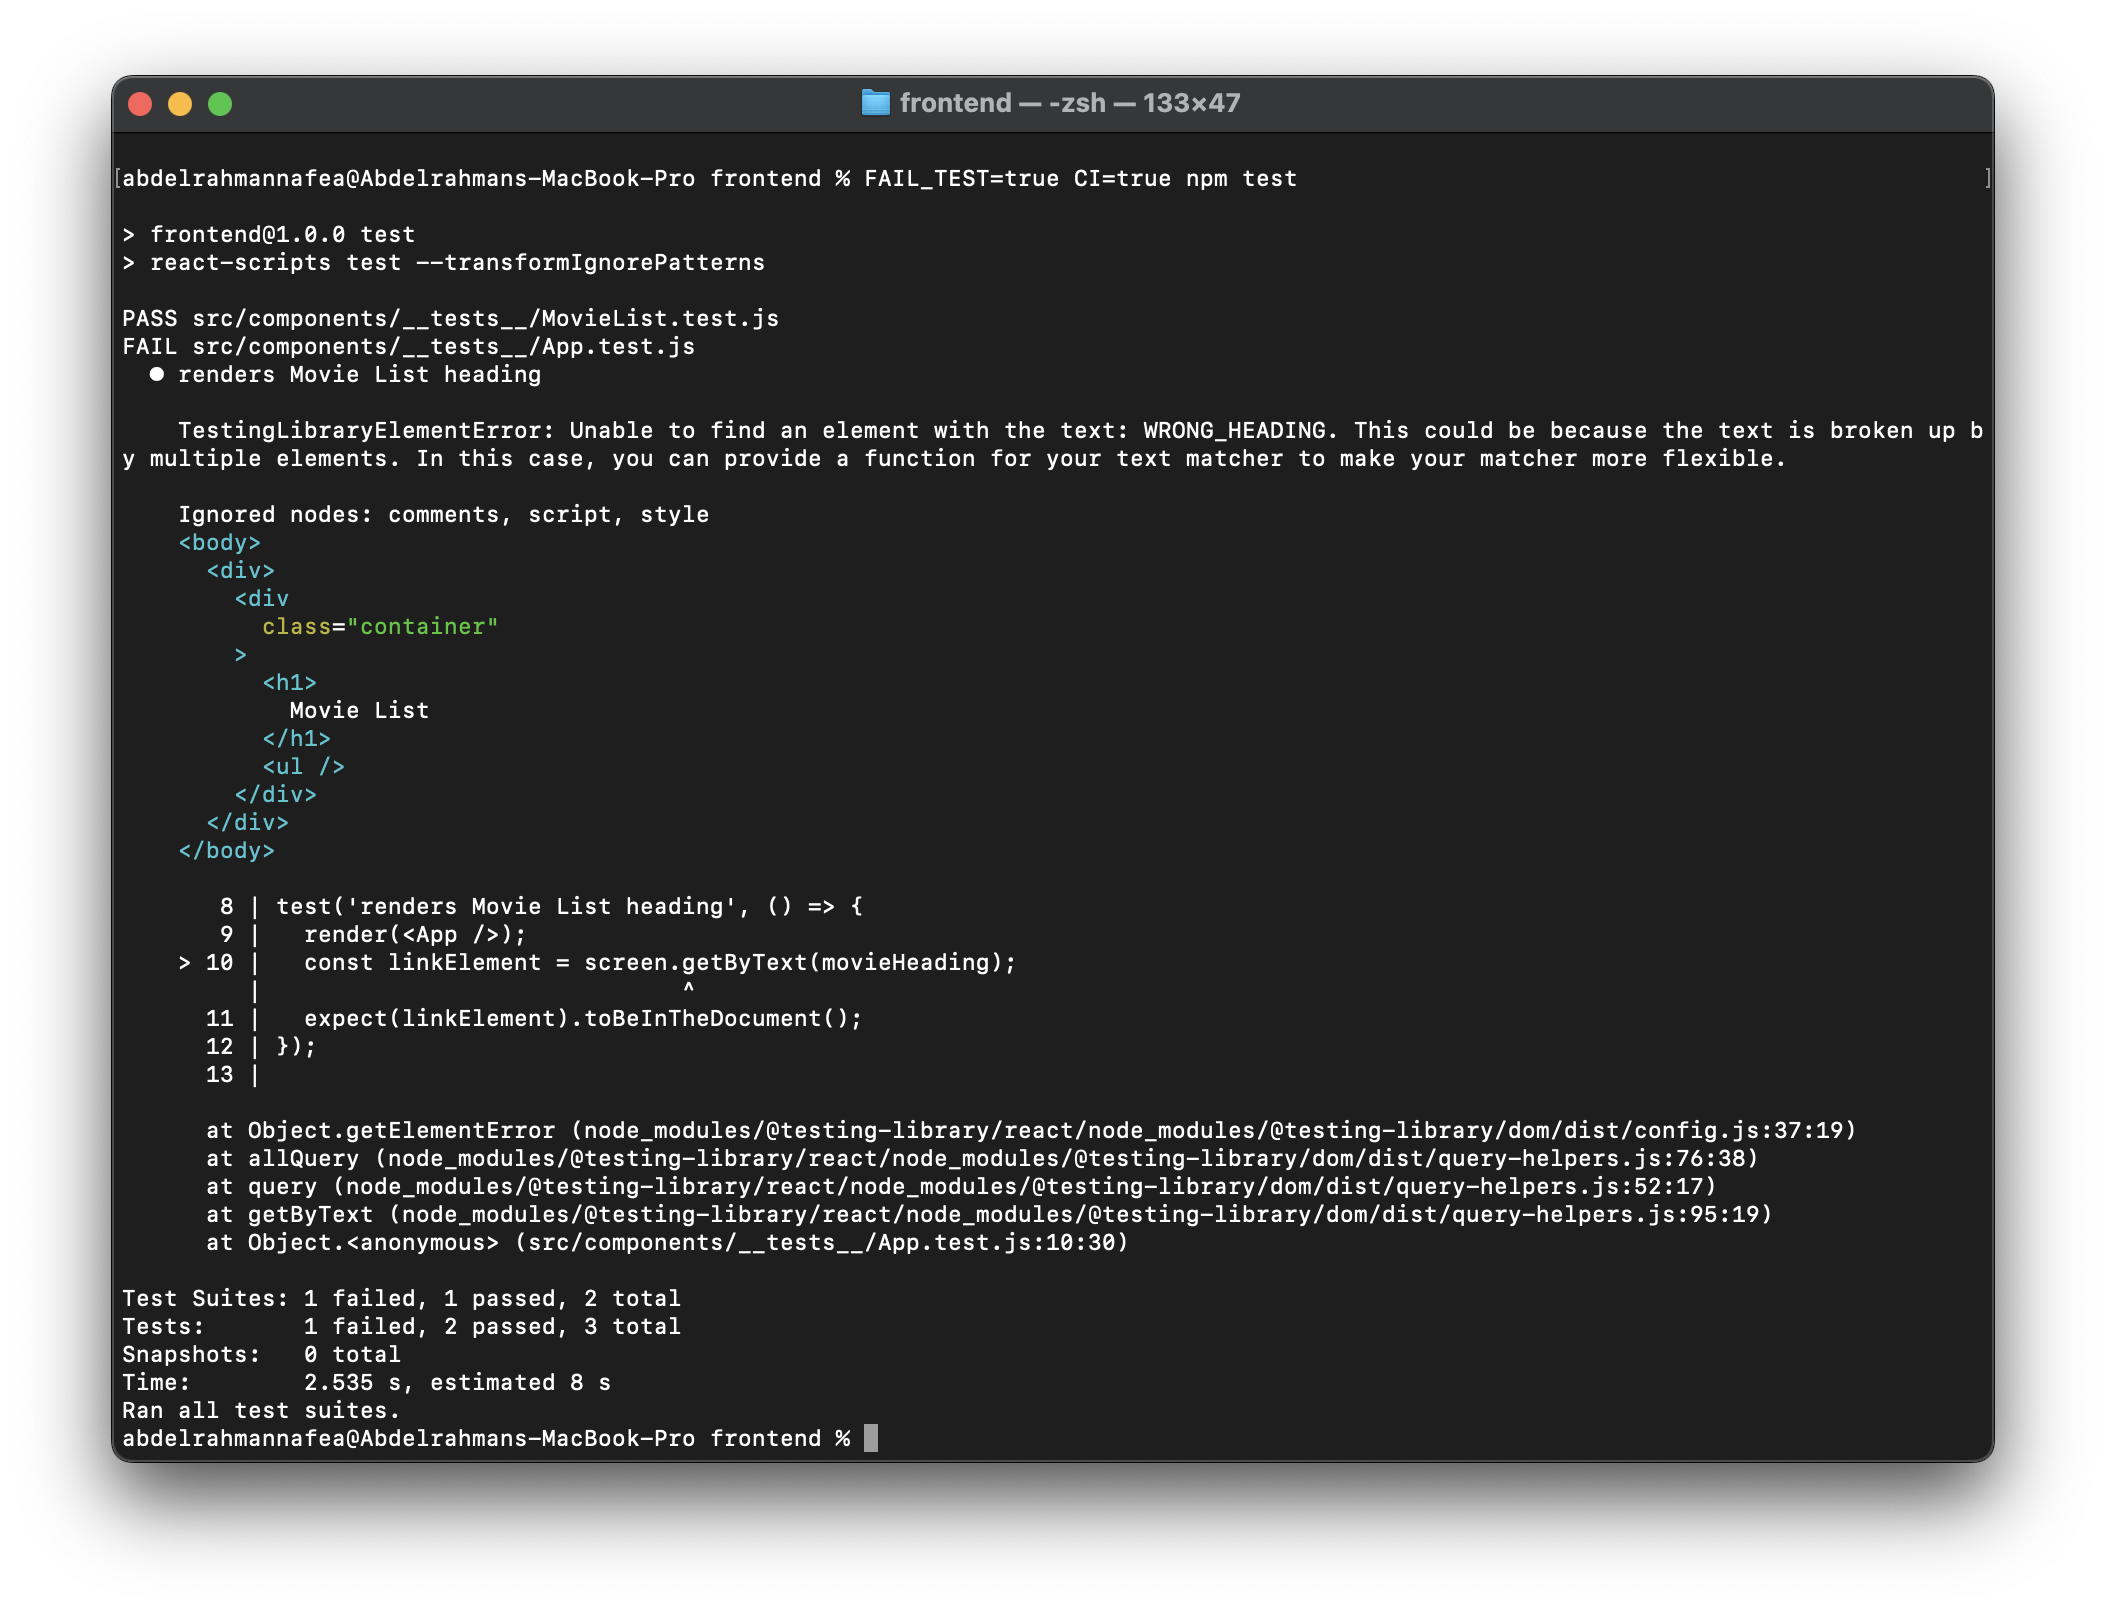 frontend — -zsh — 133×47
[abdelrahmannafea@Abdelrahmans-MacBook-Pro frontend % FAIL_TEST=true CI=true npm test ]
> frontend@1.0.0 test
> react-scripts test --transformIgnorePatterns
PASS src/components/__tests__/MovieList.test.js
FAIL src/components/__tests__/App.test.js
● renders Movie List heading
TestingLibraryElementError: Unable to find an element with the text: WRONG_HEADING. This could be because the text is broken up b
y multiple elements. In this case, you can provide a function for your text matcher to make your matcher more flexible.
Ignored nodes: comments, script, style
<body>
<div>
<div
class="container"
>
<h1>
Movie List
</h1>
<ul />
</div>
</div>
</body>
8 | test('renders Movie List heading', () => {
9 |   render(<App />);
> 10 |   const linkElement = screen.getByText(movieHeading);
| ^
11 |   expect(linkElement).toBeInTheDocument();
12 | });
13 |
at Object.getElementError (node_modules/@testing-library/react/node_modules/@testing-library/dom/dist/config.js:37:19)
at allQuery (node_modules/@testing-library/react/node_modules/@testing-library/dom/dist/query-helpers.js:76:38)
at query (node_modules/@testing-library/react/node_modules/@testing-library/dom/dist/query-helpers.js:52:17)
at getByText (node_modules/@testing-library/react/node_modules/@testing-library/dom/dist/query-helpers.js:95:19)
at Object.<anonymous> (src/components/__tests__/App.test.js:10:30)
Test Suites: 1 failed, 1 passed, 2 total
Tests:       1 failed, 2 passed, 3 total
Snapshots:   0 total
Time:        2.535 s, estimated 8 s
Ran all test suites.
abdelrahmannafea@Abdelrahmans-MacBook-Pro frontend %